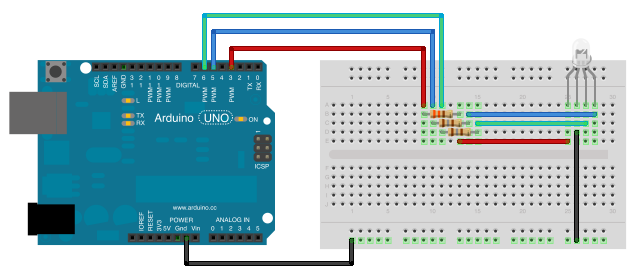 SCL
SDA
AREF
GND
13
12
PWM 11
PWM 10
PWM 9
8
DIGITAL
7
PWM 6
PWM 5
4
PWM 3
2
TX 1
RX 0
L
TX
RX
Arduino UNO
ON
1
ICSP
www.arduino.cc
POWER
ANALOG IN
IOREF
RESET
3V3
5V
Gnd
Vin
0 1 2 3 4 5
1 5 10 15 20 25 30
1 5 10 15 20 25 30